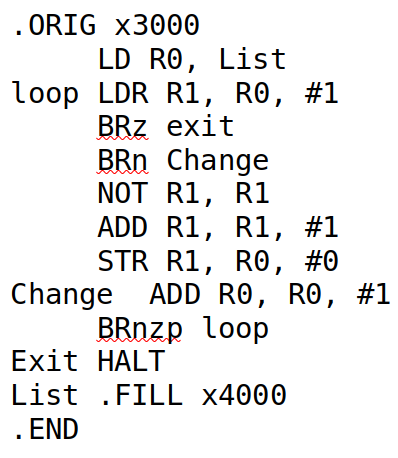 .ORIG x3000
LD R0, List
loop LDR R1, R0, #1
BRz exit
BRn Change
NOT R1, R1
ADD R1, R1, #1
STR R1, R0, #0
Change ADD R0, R0, #1
BRnzp loop
Exit HALT
List .FILL x4000
.END